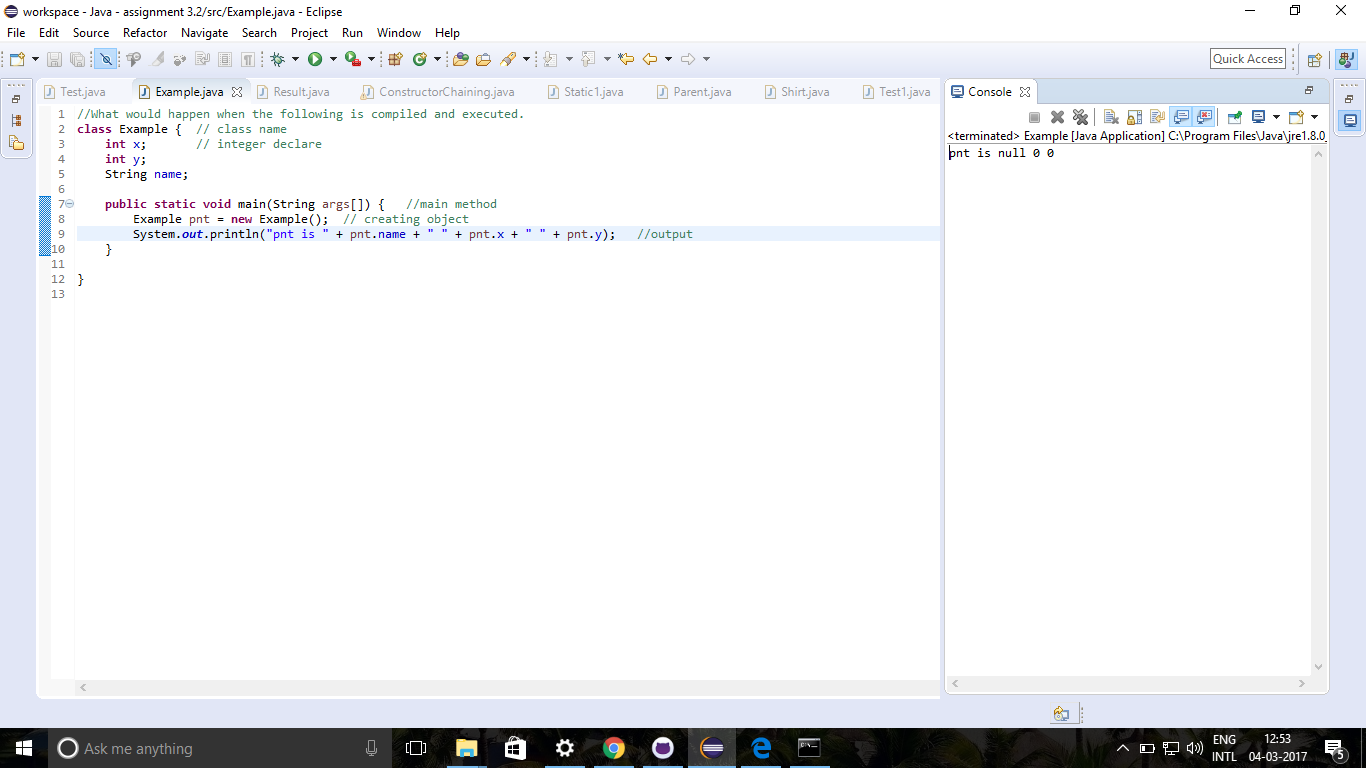 workspace - Java - assignment 3.2/src/Example.java - Eclipse
File Edit Source Refactor Navigate Search Project Run Window Help
Quick Access
Test.java Example.java Result.java ConstructorChaining.java Static1.java Parent.java Shirt.java Test1.java
1 //What would happen when the following is compiled and executed.
2 class Example { // class name
3 int x; // integer declare
4 int y;
5 String name;
6
7 public static void main(String args[]) { //main method
8 Example pnt = new Example(); // creating object
9 System.out.println("pnt is " + pnt.name + " " + pnt.x + " " + pnt.y); //output
10 }
11
12 }
13
Console
<terminated> Example [Java Application] C:\Program Files\Java\jre1.8.0_
pnt is null 0 0
Ask me anything
ENG
INTL
12:53
04-03-2017
5